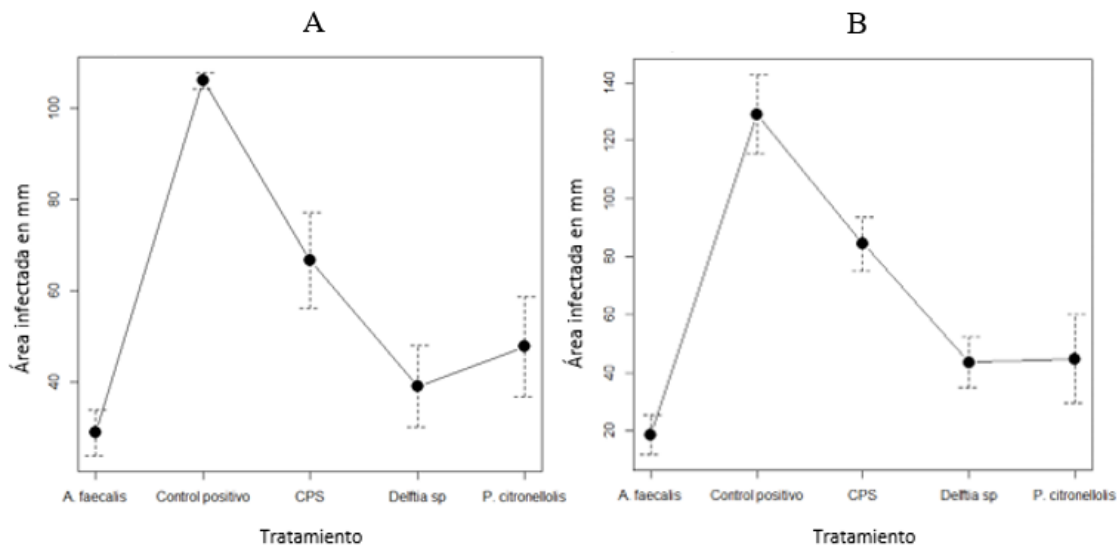 A
Área infectada en mm
100
80
60
40
A. faecalis
Control positivo
CPS
Delftia sp
P. citronellolis
Tratamiento
B
Área infectada en mm
140
120
100
80
60
40
20
A. faecalis
Control positivo
CPS
Delftia sp
P. citronellolis
Tratamiento